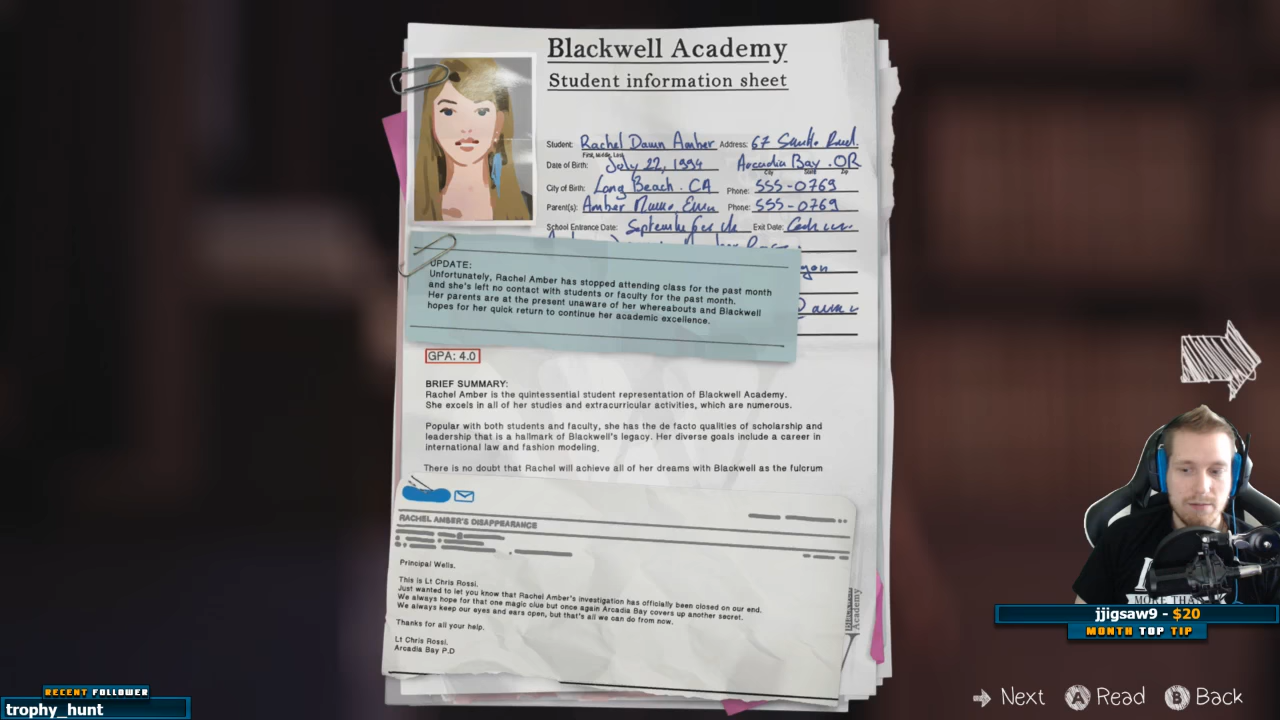 Blackwell Academy
Student information sheet
Student: Rachel Dawn Amber Address: 67
First, Middle, Last
Date of Birth: July 22, 1994 Arcadia Bay . OR
City State Zip
City of Birth: Long Beach . CA Phone: 555-0769
Parent(s): Amber Phone: 555-0769
School Entrance Date: Exit Date:
UPDATE:
Unfortunately, Rachel Amber has stopped attending class for the past month
and she's left no contact with students or faculty for the past month.
Her parents are at the present unaware of her whereabouts and Blackwell
hopes for her quick return to continue her academic excellence.
GPA: 4.0
BRIEF SUMMARY:
Rachel Amber is the quintessential student representation of Blackwell Academy.
She excels in all of her studies and extracurricular activities, which are numerous.
Popular with both students and faculty, she has the de facto qualities of scholarship and
leadership that is a hallmark of Blackwell's legacy. Her diverse goals include a career in
international law and fashion modeling.
There is no doubt that Rachel will achieve all of her dreams with Blackwell as the fulcrum
RACHEL AMBER'S DISAPPEARANCE
Principal Wells.
This is Lt Chris Rossi.
Just wanted to let you know that Rachel Amber's investigation has officially been closed on our end.
We always hope for that one magic clue but once again Arcadia Bay covers up another secret.
We always keep our eyes and ears open, but that's all we can do from now.
Thanks for all your help.
Lt Chris Rossi.
Arcadia Bay P.D
Academy
I
MORE THA
jjigsaw9 - $20
MONTH TOP TIP
RECENT FOLLOWER
trophy_hunt
Next A Read B Back